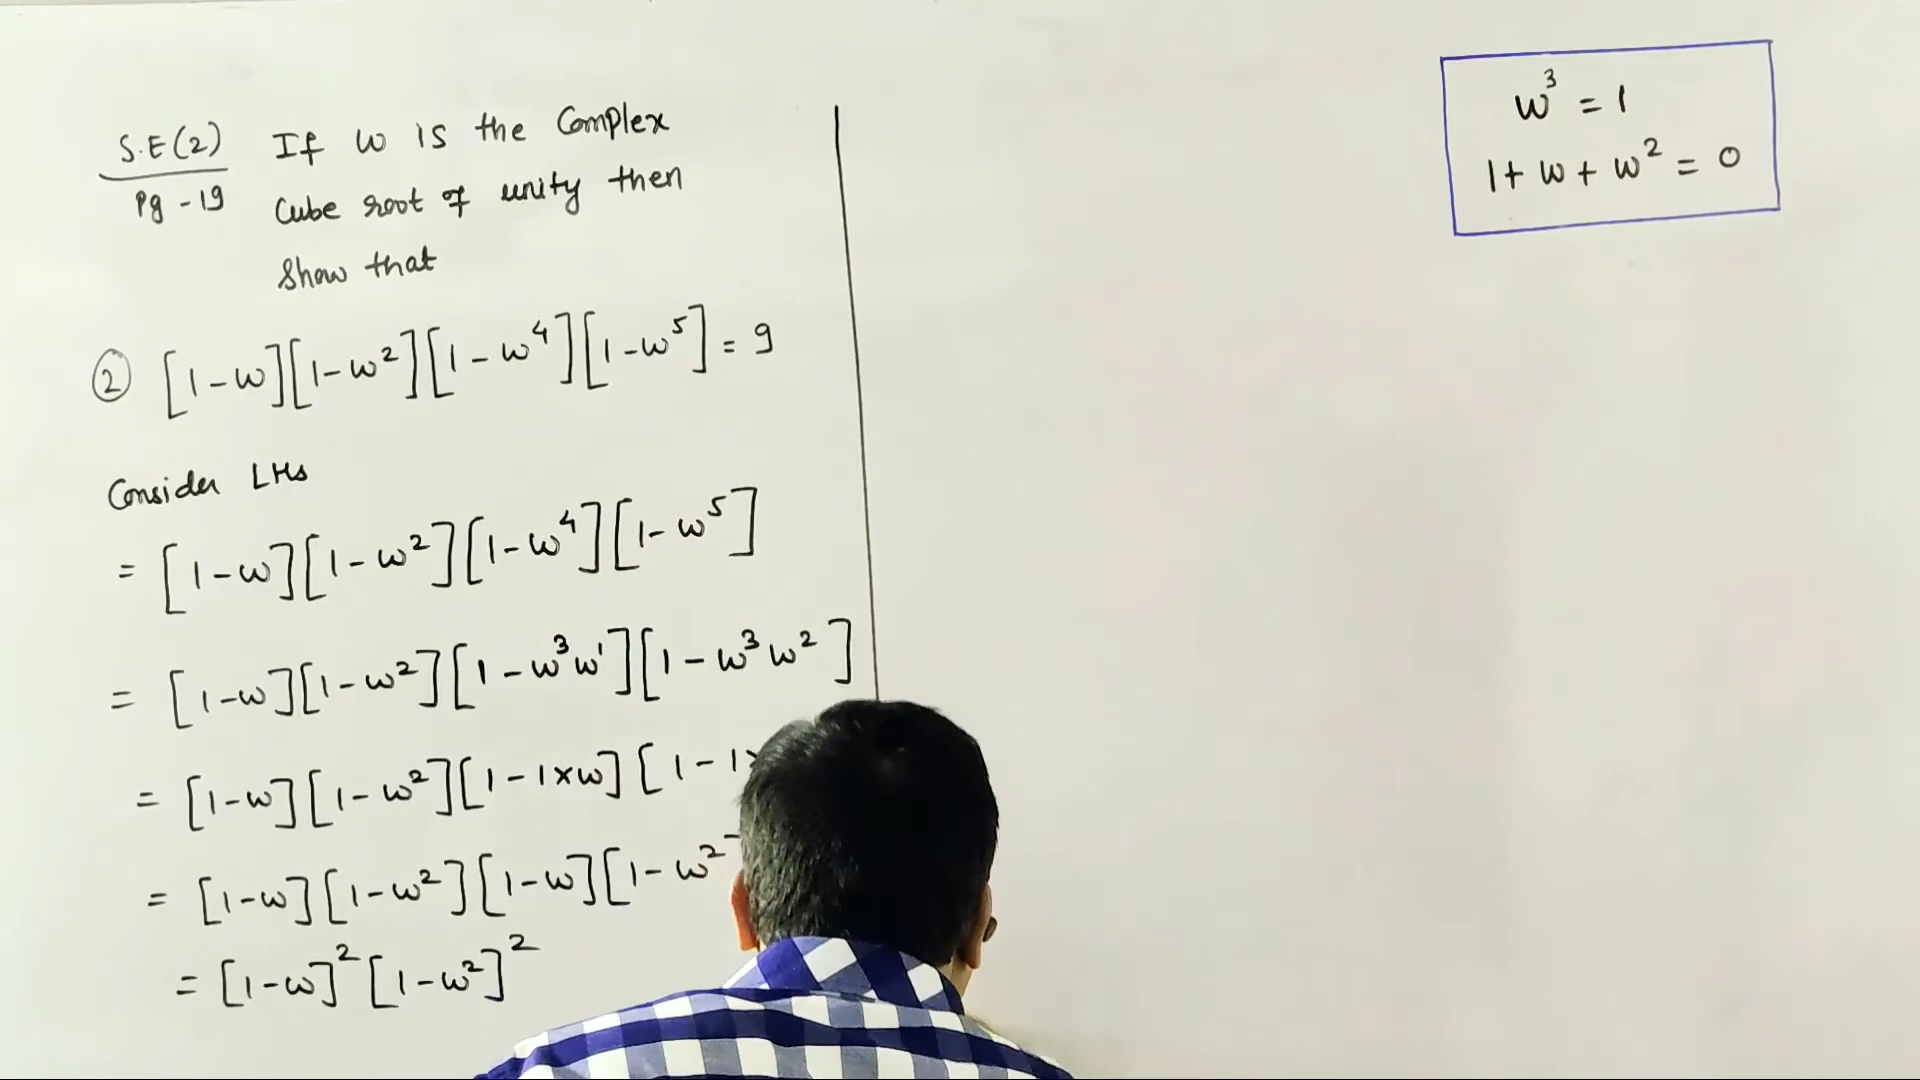 S.E(2) If ω is the Complex
Pg - 19 Cube root of unity then
Show that
② [1-ω][1-ω²][1-ω⁴][1-ω⁵] = 9
Consider LHS
= [1-ω][1-ω²][1-ω⁴][1-ω⁵]
= [1-ω][1-ω²][1-ω³ω¹][1-ω³ω²]
= [1-ω][1-ω²][1-1×ω][1-1×
= [1-ω][1-ω²][1-ω][1-ω²
= [1-ω]²[1-ω²]²
ω³ = 1
1+ω+ω² = 0